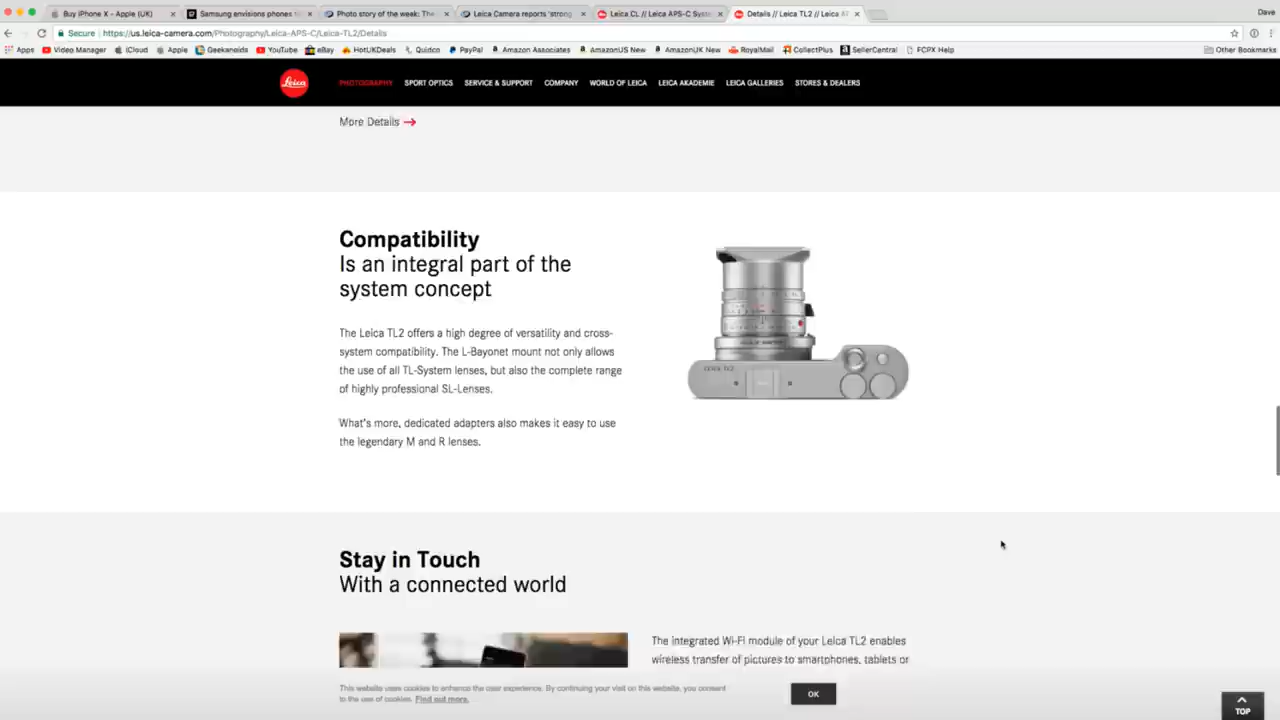 Buy iPhone X - Apple (UK)
Samsung envisions phones
Photo story of the week: The
Leica Camera reports 'strong
Leica CL // Leica APS-C Syste
Details // Leica TL2 // Leica A
Dave
Secure
https://us.leica-camera.com/Photography/Leica-APS-C/Leica-TL2/Details
Apps
Video Manager
iCloud
Apple
Geekanoids
YouTube
eBay
HotUKDeals
Quidco
PayPal
Amazon Associates
AmazonUS New
AmazonUK New
RoyalMail
CollectPlus
SellerCentral
FCPX Help
Other Bookmarks
Leica
PHOTOGRAPHY
SPORT OPTICS
SERVICE & SUPPORT
COMPANY
WORLD OF LEICA
LEICA AKADEMIE
LEICA GALLERIES
STORES & DEALERS
More Details
Compatibility
Is an integral part of the
system concept
The Leica TL2 offers a high degree of versatility and cross-
system compatibility. The L-Bayonet mount not only allows
the use of all TL-System lenses, but also the complete range
of highly professional SL-Lenses.
What's more, dedicated adapters also makes it easy to use
the legendary M and R lenses.
LEICA TL2
Stay in Touch
With a connected world
The integrated Wi-Fi module of your Leica TL2 enables
wireless transfer of pictures to smartphones, tablets or
This website uses cookies to enhance the user experience. By continuing your visit on this website, you consent
to the use of cookies. Find out more.
OK
TOP